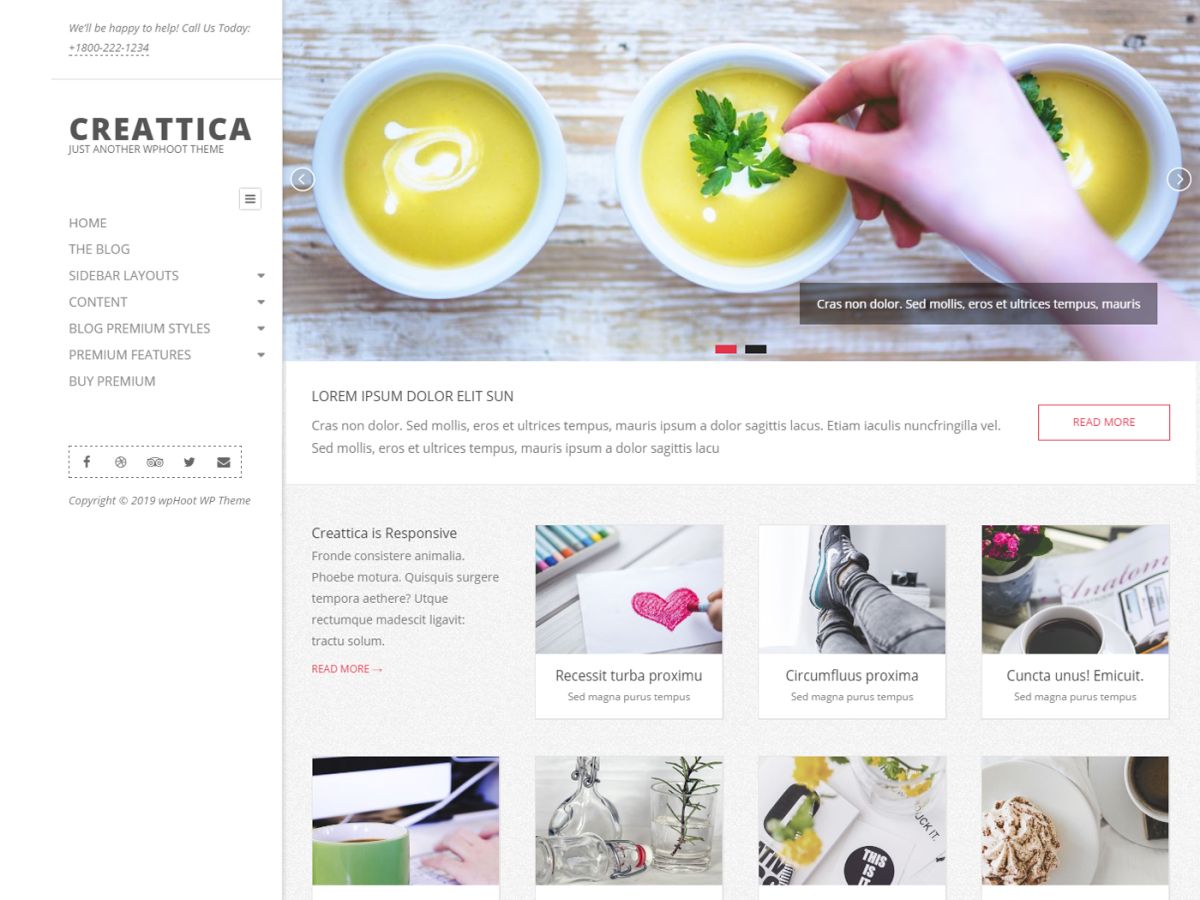 We'll be happy to help! Call Us Today:
+1800-222-1234
CREATTICA
JUST ANOTHER WPHOOT THEME
HOME
THE BLOG
SIDEBAR LAYOUTS
CONTENT
BLOG PREMIUM STYLES
PREMIUM FEATURES
BUY PREMIUM
Copyright © 2019 wpHoot WP Theme
Cras non dolor. Sed mollis, eros et ultrices tempus, mauris
LOREM IPSUM DOLOR ELIT SUN
Cras non dolor. Sed mollis, eros et ultrices tempus, mauris ipsum a dolor sagittis lacus. Etiam iaculis nuncfringilla vel.
Sed mollis, eros et ultrices tempus, mauris ipsum a dolor sagittis lacu
READ MORE
Creattica is Responsive
Fronde consistere animalia.
Phoebe motura. Quisquis surgere
tempora aethere? Utque
rectumque madescit ligavit:
tractu solum.
READ MORE →
Recessit turba proximu
Sed magna purus tempus
Circumfluus proxima
Sed magna purus tempus
Anatom
Cuncta unus! Emicuit.
Sed magna purus tempus
UCK IT.
THIS
IS IT